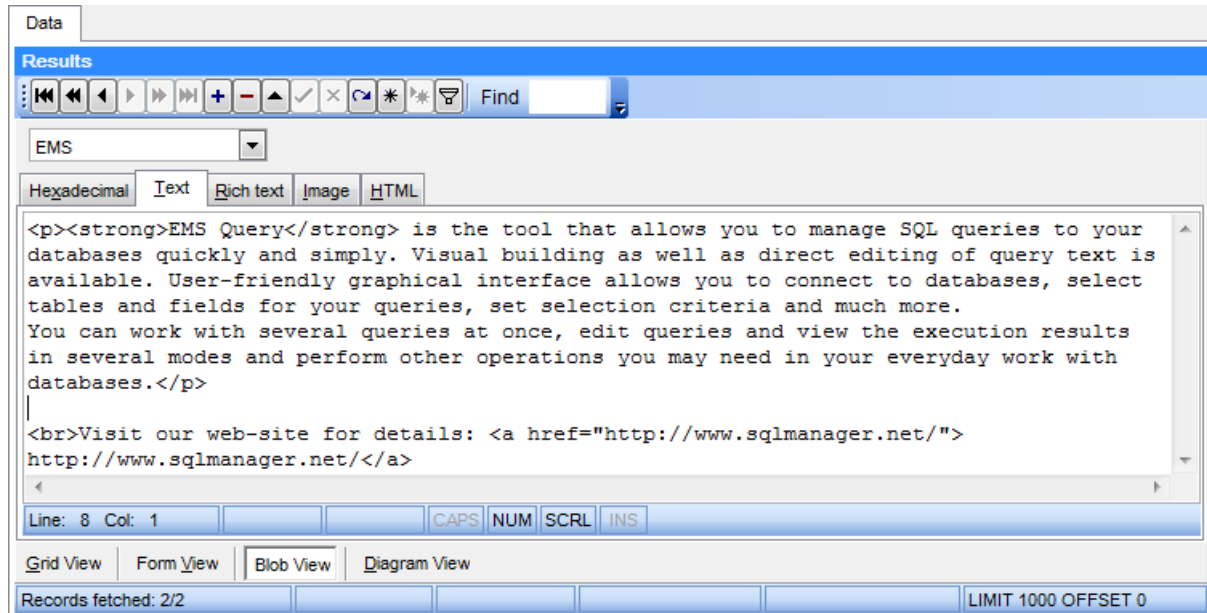 Data
Results
Find
EMS
Hexadecimal Text Rich text Image HTML
<p><strong>EMS Query</strong> is the tool that allows you to manage SQL queries to your
databases quickly and simply. Visual building as well as direct editing of query text is
available. User-friendly graphical interface allows you to connect to databases, select
tables and fields for your queries, set selection criteria and much more.
You can work with several queries at once, edit queries and view the execution results
in several modes and perform other operations you may need in your everyday work with
databases.</p>
<br>Visit our web-site for details: <a href="http://www.sqlmanager.net/">
http://www.sqlmanager.net/</a>
Line: 8 Col: 1 CAPS NUM SCRL INS
Grid View Form View Blob View Diagram View
Records fetched: 2/2 LIMIT 1000 OFFSET 0